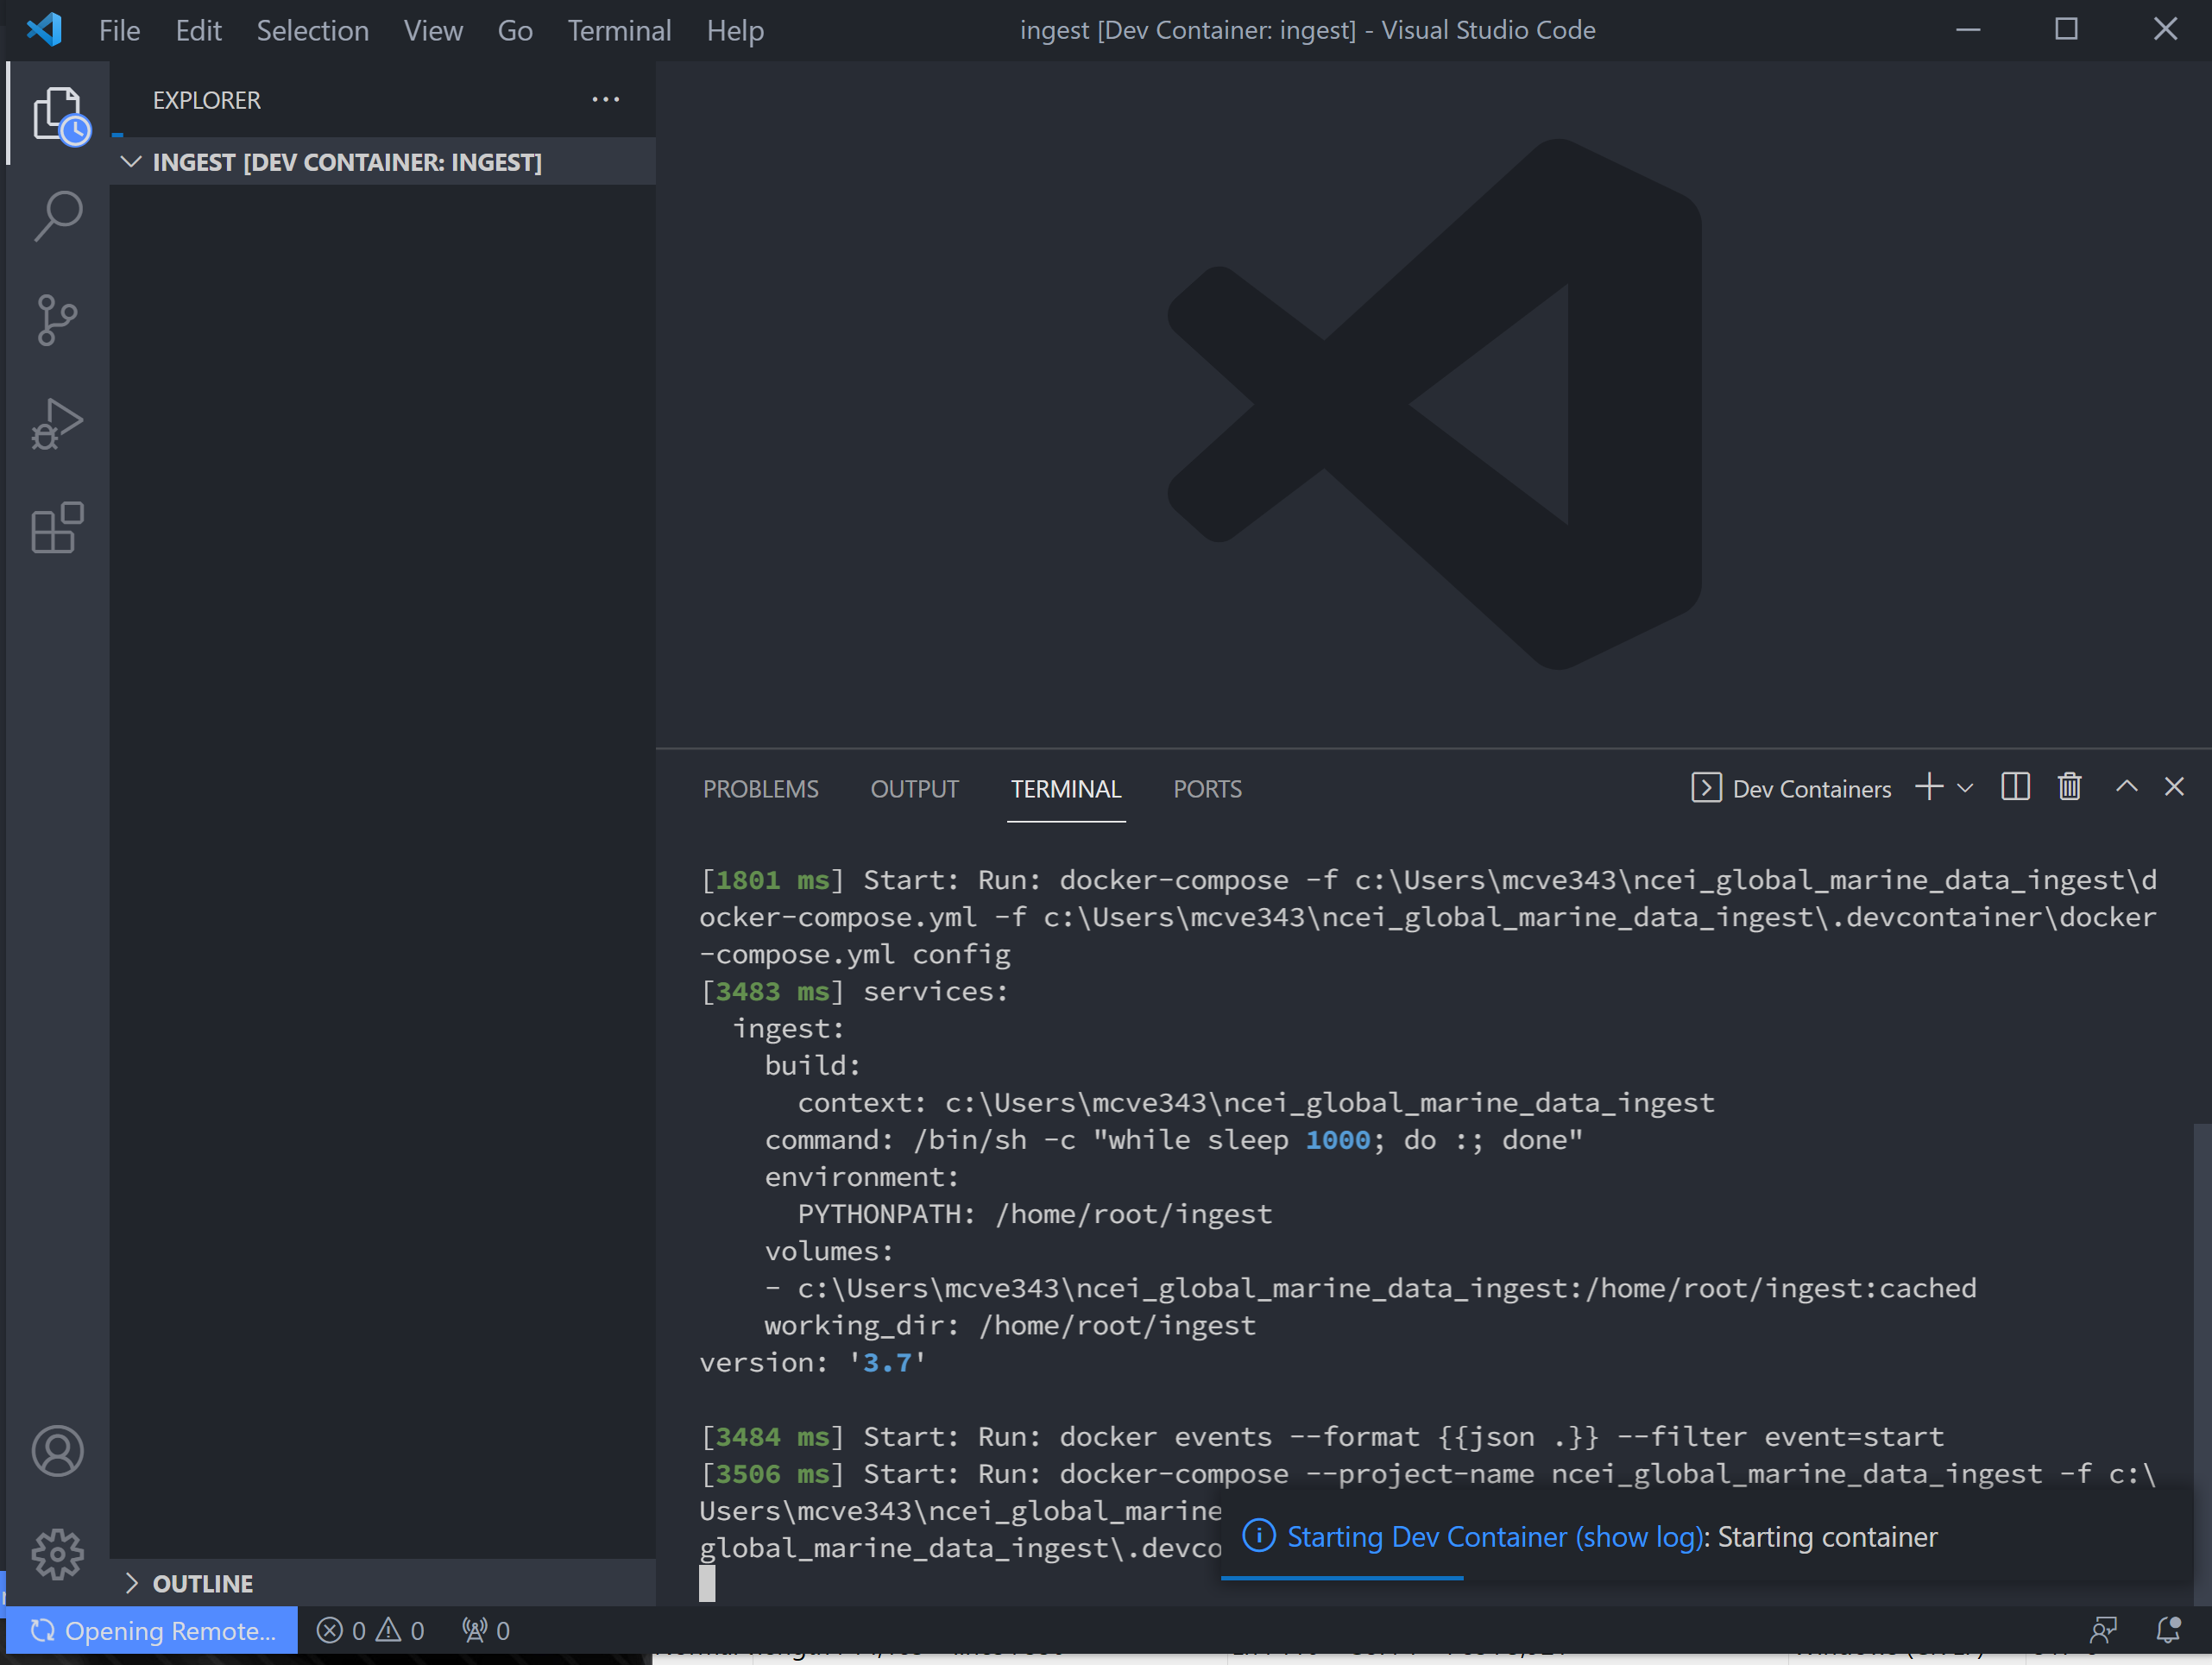 File Edit Selection View Go Terminal Help ingest [Dev Container: ingest] - Visual Studio Code
EXPLORER
INGEST [DEV CONTAINER: INGEST]
PROBLEMS OUTPUT TERMINAL PORTS Dev Containers
[1801 ms] Start: Run: docker-compose -f c:\Users\mcve343\ncei_global_marine_data_ingest\d
ocker-compose.yml -f c:\Users\mcve343\ncei_global_marine_data_ingest\.devcontainer\docker
-compose.yml config
[3483 ms] services:
  ingest:
    build:
      context: c:\Users\mcve343\ncei_global_marine_data_ingest
    command: /bin/sh -c "while sleep 1000; do :; done"
    environment:
      PYTHONPATH: /home/root/ingest
    volumes:
    - c:\Users\mcve343\ncei_global_marine_data_ingest:/home/root/ingest:cached
    working_dir: /home/root/ingest
version: '3.7'
[3484 ms] Start: Run: docker events --format {{json .}} --filter event=start
[3506 ms] Start: Run: docker-compose --project-name ncei_global_marine_data_ingest -f c:\
Users\mcve343\ncei_global_marine
global_marine_data_ingest\.devco
Starting Dev Container (show log): Starting container
OUTLINE
Opening Remote... 0 0 0